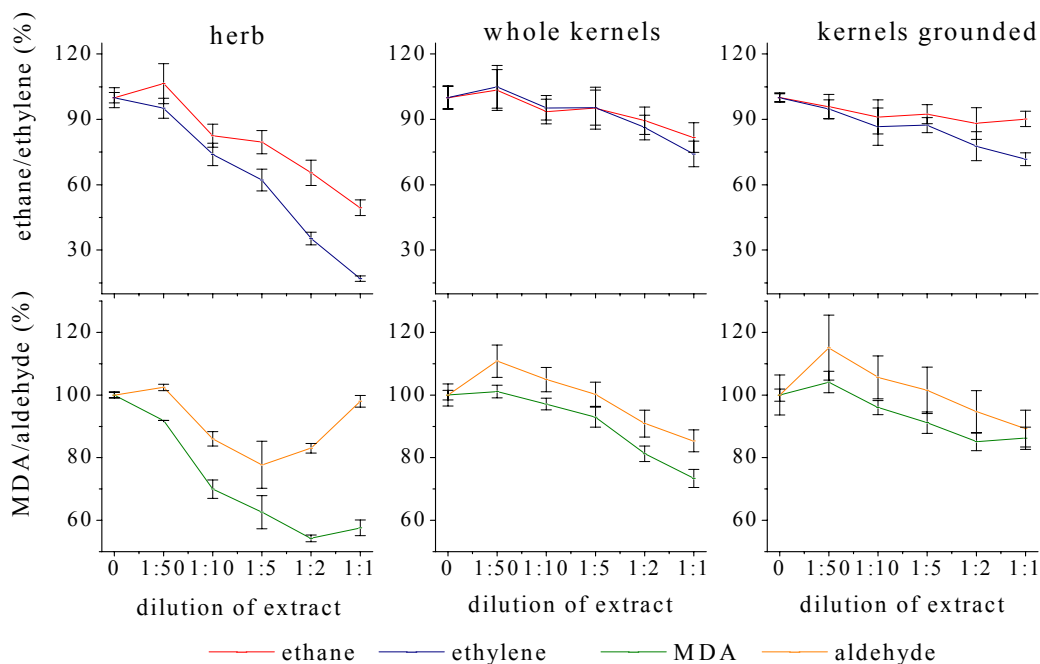 herb
whole kernels
kernels grounded
ethane/ethylene (%)
120
90
60
30
120
90
60
30
120
90
60
30
MDA/aldehyde (%)
120
100
80
60
120
100
80
60
120
100
80
60
0 1:50 1:10 1:5 1:2 1:1
0 1:50 1:10 1:5 1:2 1:1
0 1:50 1:10 1:5 1:2 1:1
dilution of extract
dilution of extract
dilution of extract
ethane ethylene MDA aldehyde